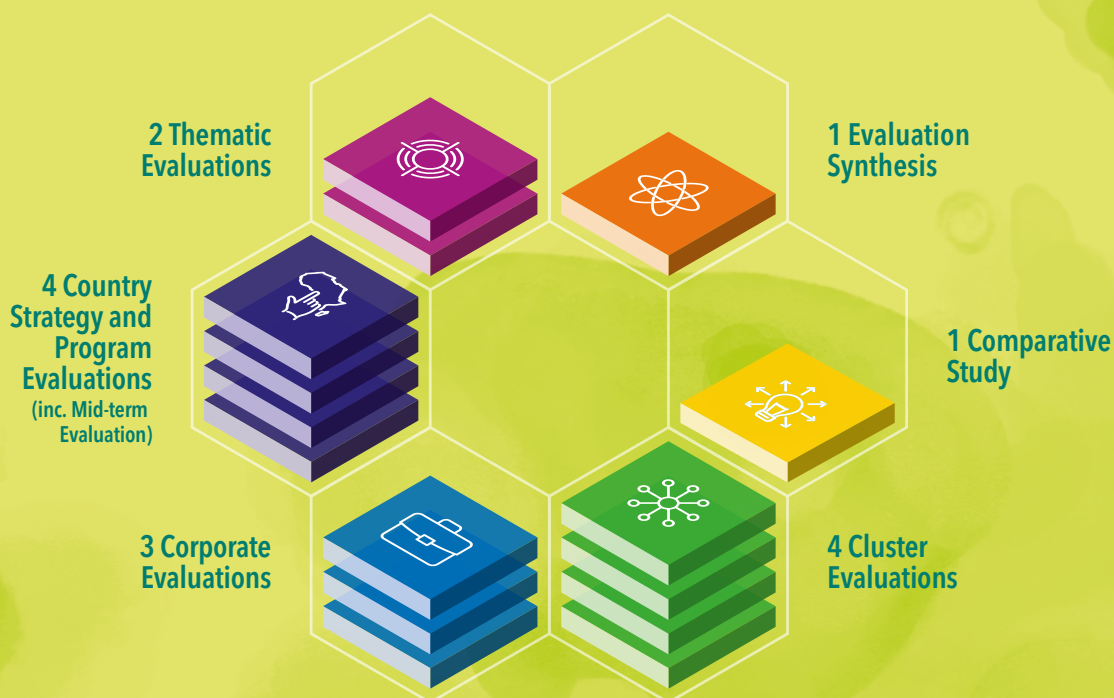 2 Thematic
Evaluations
1 Evaluation
Synthesis
4 Country
Strategy and
Program
Evaluations
(inc. Mid-term
Evaluation)
1 Comparative
Study
3 Corporate
Evaluations
4 Cluster
Evaluations